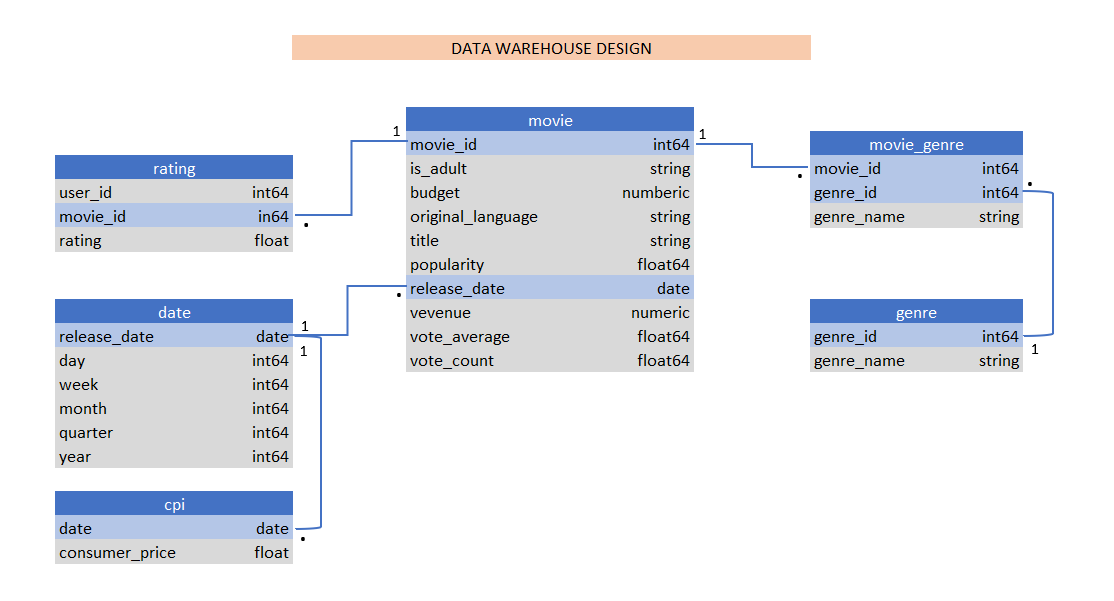 DATA WAREHOUSE DESIGN
rating
user_id int64
movie_id in64
rating float
date
release_date date
day int64
week int64
month int64
quarter int64
year int64
cpi
date date
consumer_price float
1
1
1
movie
movie_id int64
is_adult string
budget numberic
original_language string
title string
popularity float64
release_date date
vevenue numeric
vote_average float64
vote_count float64
1
movie_genre
movie_id int64
genre_id int64
genre_name string
genre
genre_id int64
genre_name string
1